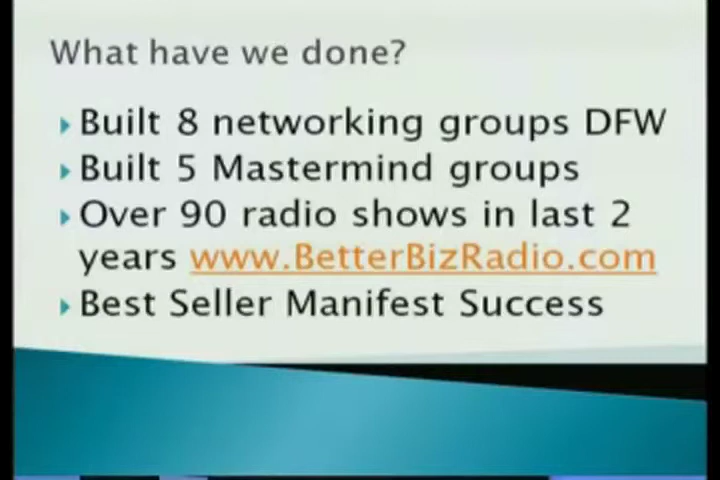 What have we done?
Built 8 networking groups DFW
Built 5 Mastermind groups
Over 90 radio shows in last 2
years www.BetterBizRadio.com
Best Seller Manifest Success